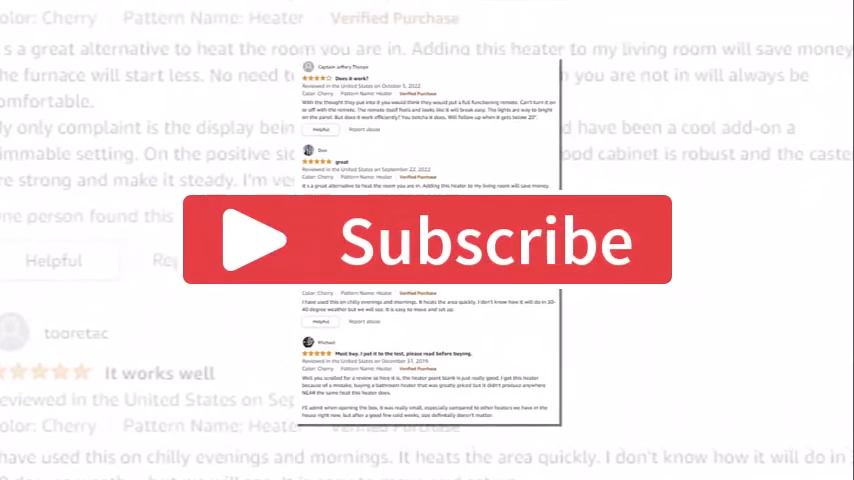 Color: Cherry Pattern Name: Heater Verified Purchase
s a great alternative to heat the room you are in. Adding this heater to my living room will save money
the furnace will start less. No need t
n you are not in will always be
omfortable.
My only complaint is the display bein
d have been a cool add-on a
immable setting. On the positive sid
ood cabinet is robust and the caste
re strong and make it steady. I'm ve
One person found this
Helpful
Captain Jeffery Thorpe
Does it work?
Reviewed in the United States on October 5, 2022
Color: Cherry Pattern Name: Heater Verified Purchase
With the thought they put into it you would think they would put a full functioning remote. Can't turn it on
or off with the remote. The remote itself feels and looks like it will break easy. The lights are way to bright
on the panel. But does it work efficiently? You betcha it does. Will follow up when it gets below 20°.
Helpful Report abuse
Don
great
Reviewed in the United States on September 22, 2022
Color: Cherry Pattern Name: Heater Verified Purchase
It s a great alternative to heat the room you are in. Adding this heater to my living room will save money.
Subscribe
Color: Cherry Pattern Name: Heater Verified Purchase
I have used this on chilly evenings and mornings. It heats the area quickly. I don't know how it will do in 30-
40 degree weather but we will see. It is easy to move and set up.
Helpful Report abuse
Michael
Must buy. I put it to the test, please read before buying.
Reviewed in the United States on December 31, 2019
Color: Cherry Pattern Name: Heater Verified Purchase
Well you scrolled for a review so here it is, the heater point blank is just really good. I get this heater
because of a mistake, buying a bathroom heater that was greatly priced but it didn't produce anywhere
NEAR the same heat this heater does.
I'll admit when opening the box, it was really small, especially compared to other heaters we have in the
house right now, but after a good few cold weeks, size definitely doesn't matter.
tooretac
It works well
Reviewed in the United States on Sep
Color: Cherry Pattern Name: Heate Verified Purchase
have used this on chilly evenings and mornings. It heats the area quickly. I don't know how it will do in